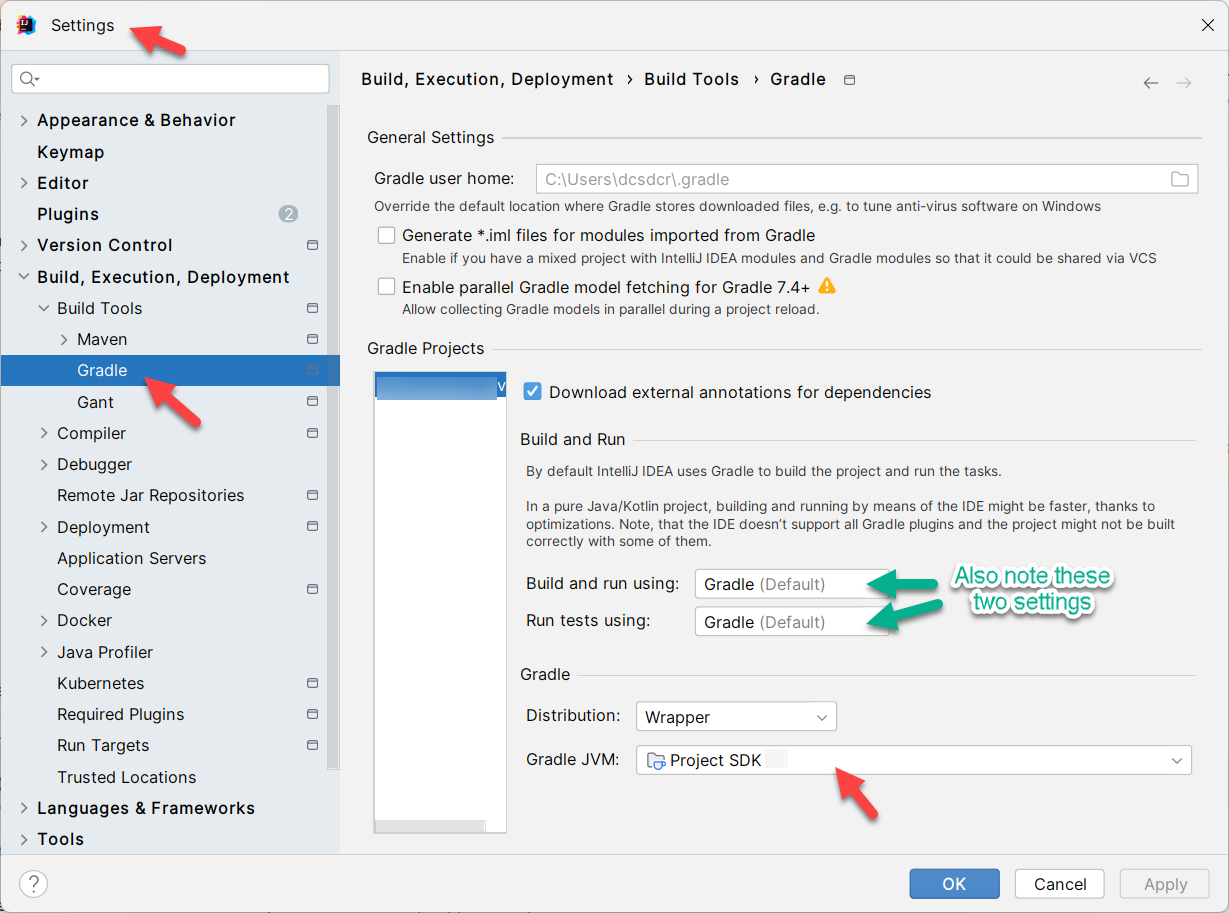 Settings
Appearance & Behavior
Keymap
Editor
Plugins 2
Version Control
Build, Execution, Deployment
Build Tools
Maven
Gradle
Gant
Compiler
Debugger
Remote Jar Repositories
Deployment
Application Servers
Coverage
Docker
Java Profiler
Kubernetes
Required Plugins
Run Targets
Trusted Locations
Languages & Frameworks
Tools
Build, Execution, Deployment › Build Tools › Gradle
General Settings
Gradle user home: C:\Users\dcsdcr\.gradle
Override the default location where Gradle stores downloaded files, e.g. to tune anti-virus software on Windows
Generate *.iml files for modules imported from Gradle
Enable if you have a mixed project with IntelliJ IDEA modules and Gradle modules so that it could be shared via VCS
Enable parallel Gradle model fetching for Gradle 7.4+
Allow collecting Gradle models in parallel during a project reload.
Gradle Projects
Download external annotations for dependencies
Build and Run
By default IntelliJ IDEA uses Gradle to build the project and run the tasks.
In a pure Java/Kotlin project, building and running by means of the IDE might be faster, thanks to
optimizations. Note, that the IDE doesn't support all Gradle plugins and the project might not be built
correctly with some of them.
Build and run using: Gradle (Default)
Run tests using: Gradle (Default)
Also note these
two settings
Gradle
Distribution: Wrapper
Gradle JVM: Project SDK
?
OK
Cancel
Apply